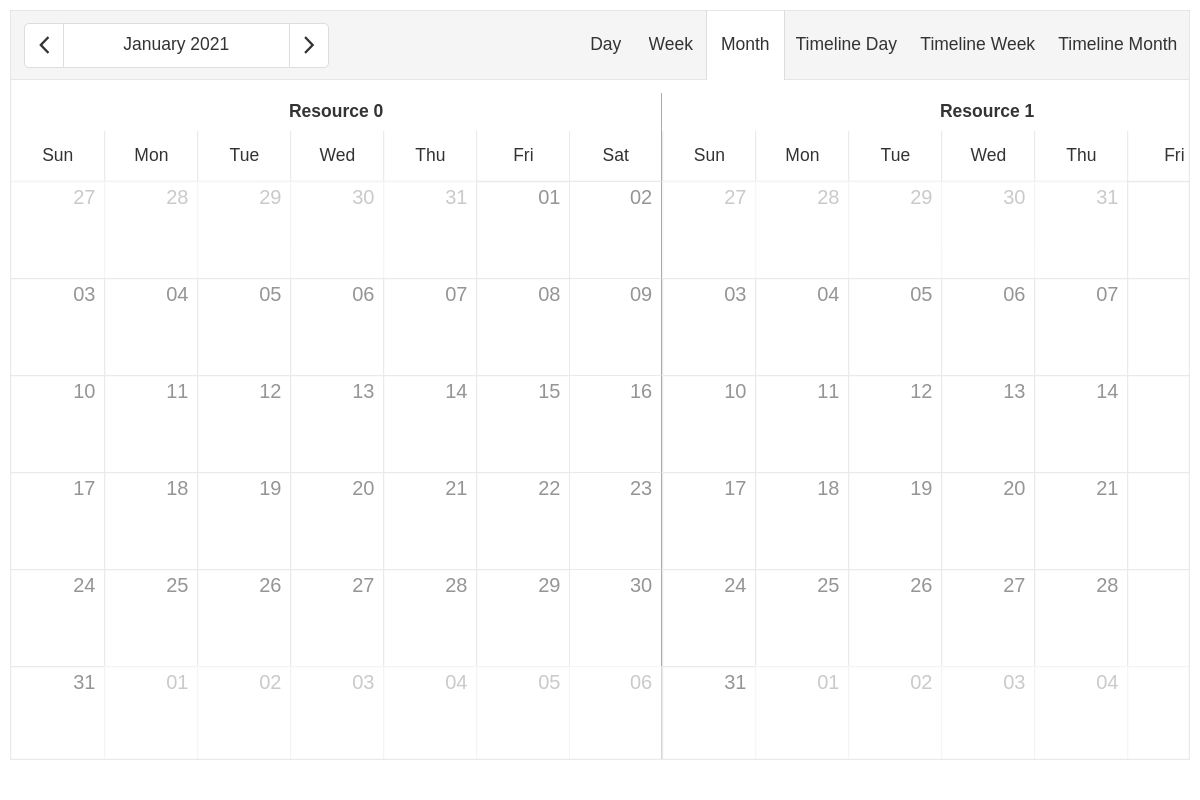 January 2021 Day Week Month Timeline Day Timeline Week Timeline Month
Resource 0 Resource 1
Sun Mon Tue Wed Thu Fri Sat Sun Mon Tue Wed Thu Fri
27 28 29 30 31 01 02 27 28 29 30 31
03 04 05 06 07 08 09 03 04 05 06 07
10 11 12 13 14 15 16 10 11 12 13 14
17 18 19 20 21 22 23 17 18 19 20 21
24 25 26 27 28 29 30 24 25 26 27 28
31 01 02 03 04 05 06 31 01 02 03 04